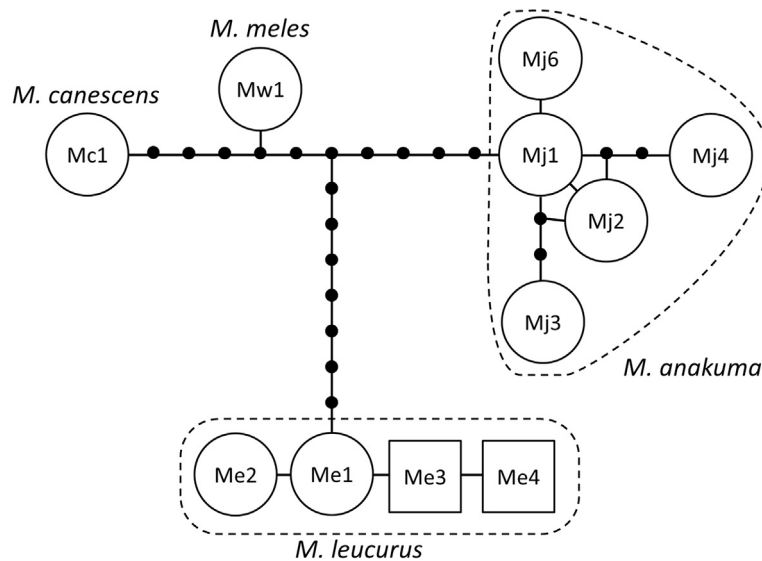 M. meles
Mw1
M. canescens
Mc1
Mj6
Mj1
Mj4
Mj2
Mj3
M. anakuma
Me2
Me1
Me3
Me4
M. leucurus